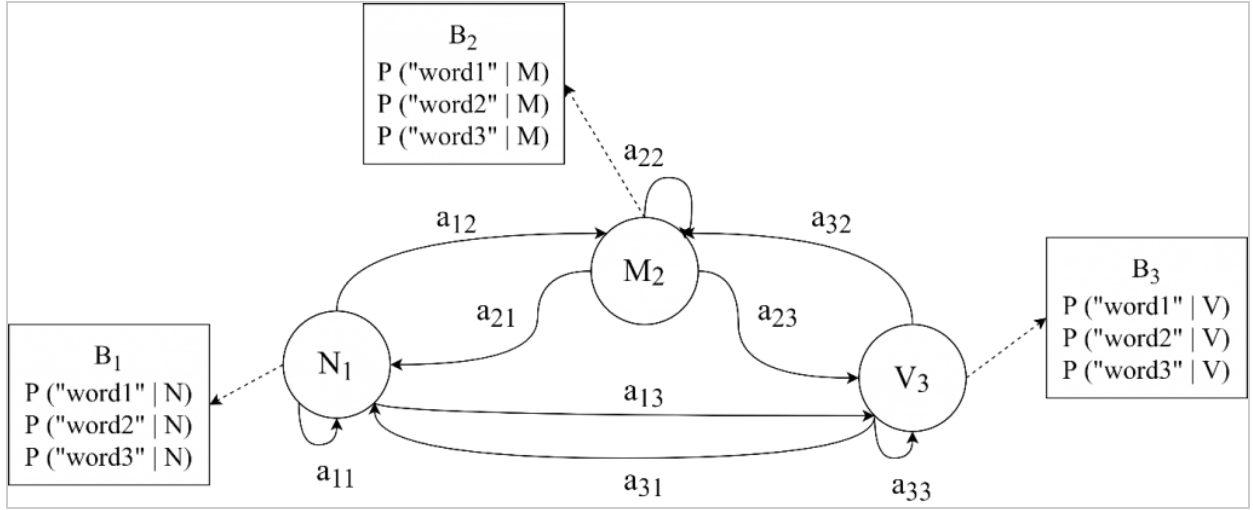 B₂
P ("word1" | M)
P ("word2" | M)
P ("word3" | M)
a₂₂
a₁₂
a₃₂
M₂
B₃
P ("word1" | V)
P ("word2" | V)
P ("word3" | V)
a₂₁
a₂₃
B₁
P ("word1" | N)
P ("word2" | N)
P ("word3" | N)
N₁
V₃
a₁₃
a₁₁
a₃₁
a₃₃